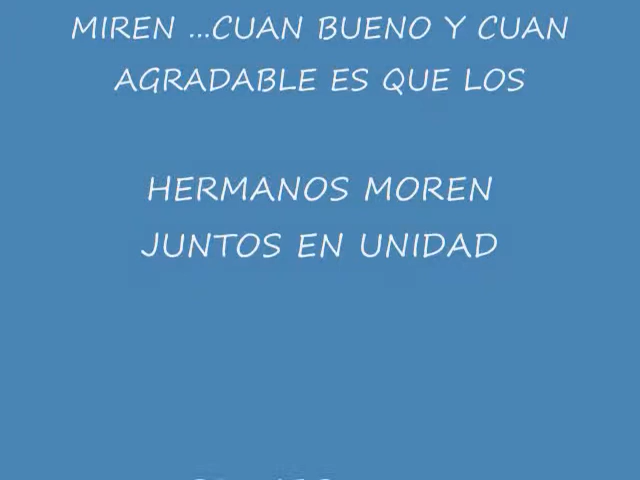 MIREN ...CUAN BUENO Y CUAN
AGRADABLE ES QUE LOS
HERMANOS MOREN
JUNTOS EN UNIDAD